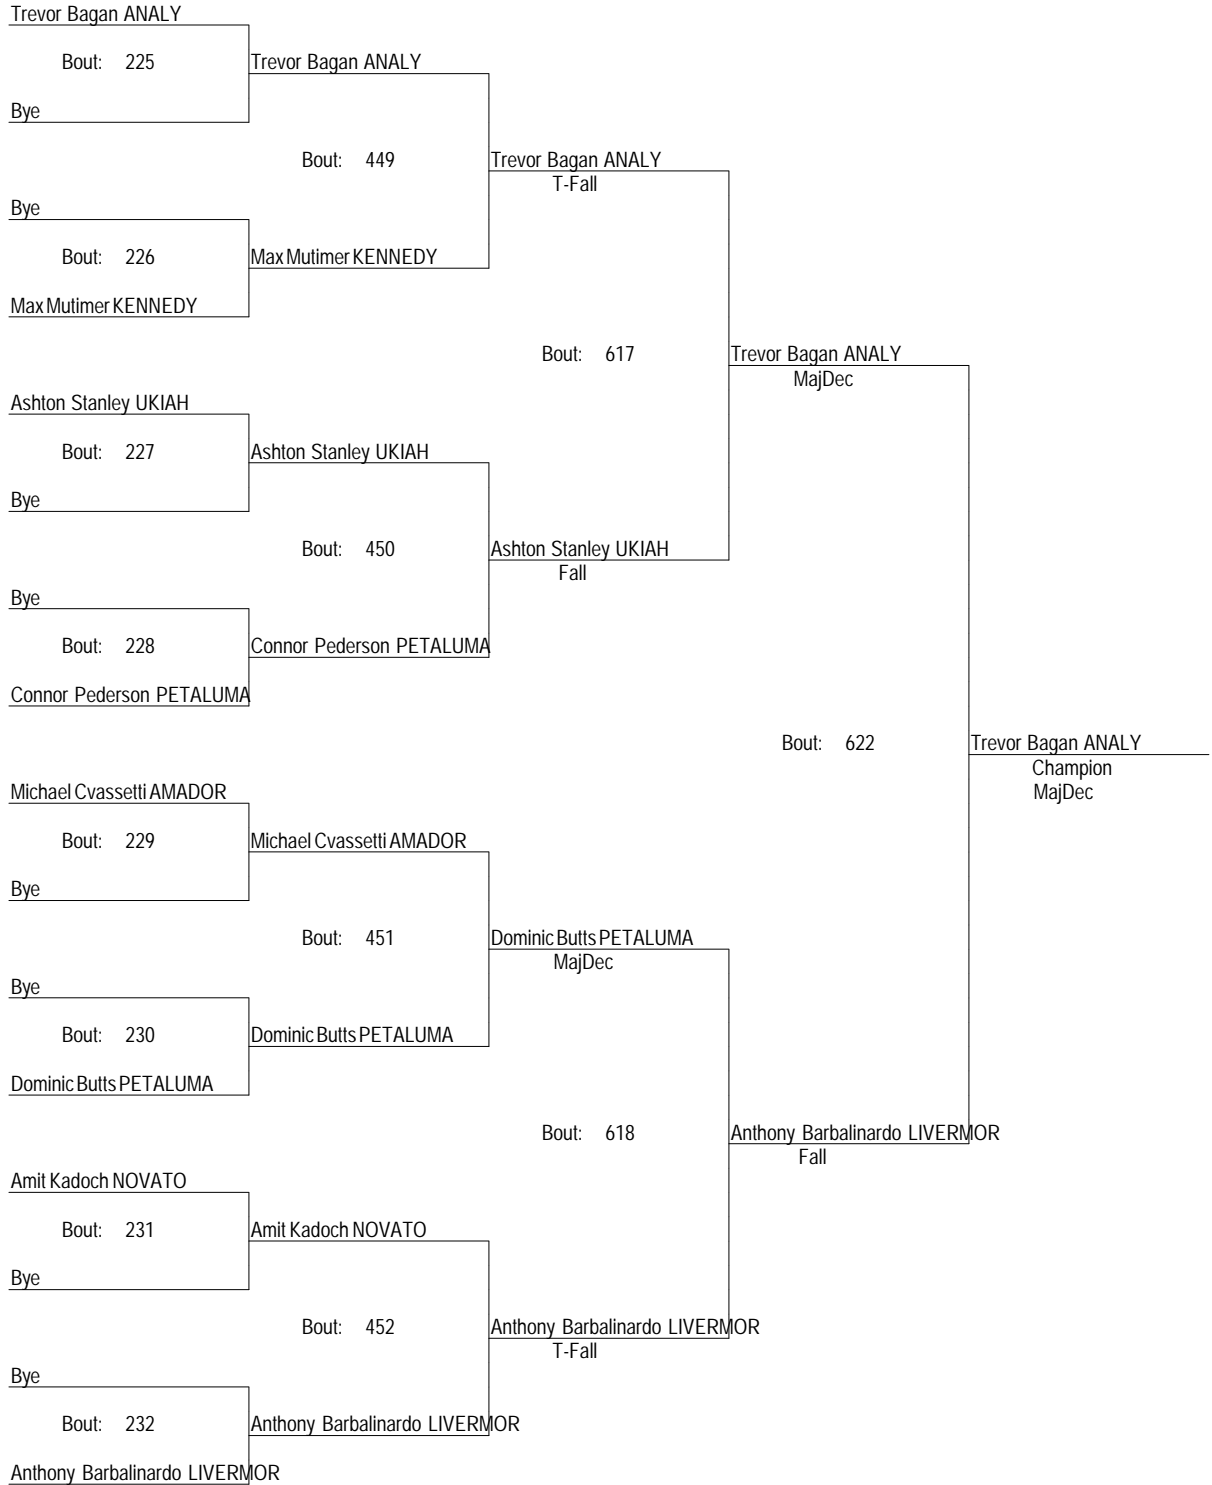 Trevor Bagan ANALY
Bout: 225
Trevor Bagan ANALY
Bye
Bout: 449
Trevor Bagan ANALY
T-Fall
Bye
Bout: 226
Max Mutimer KENNEDY
Max Mutimer KENNEDY
Bout: 617
Trevor Bagan ANALY
MajDec
Ashton Stanley UKIAH
Bout: 227
Ashton Stanley UKIAH
Bye
Bout: 450
Ashton Stanley UKIAH
Fall
Bye
Bout: 228
Connor Pederson PETALUMA
Connor Pederson PETALUMA
Bout: 622
Trevor Bagan ANALY
Champion
MajDec
Michael Cvassetti AMADOR
Bout: 229
Michael Cvassetti AMADOR
Bye
Bout: 451
Dominic Butts PETALUMA
MajDec
Bye
Bout: 230
Dominic Butts PETALUMA
Dominic Butts PETALUMA
Bout: 618
Anthony Barbalinardo LIVERMOR
Fall
Amit Kadoch NOVATO
Bout: 231
Amit Kadoch NOVATO
Bye
Bout: 452
Anthony Barbalinardo LIVERMOR
T-Fall
Bye
Bout: 232
Anthony Barbalinardo LIVERMOR
Anthony Barbalinardo LIVERMOR